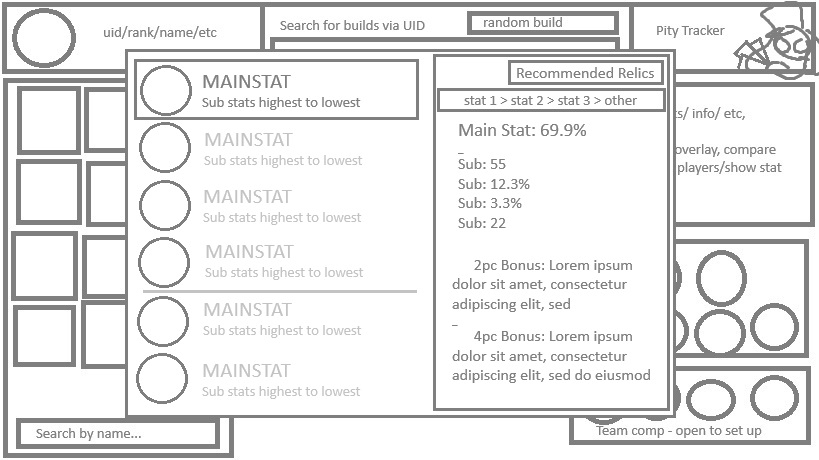 uid/rank/name/etc
Search for builds via UID
random build
Pity Tracker
MAINSTAT
Sub stats highest to lowest
MAINSTAT
Sub stats highest to lowest
MAINSTAT
Sub stats highest to lowest
MAINSTAT
Sub stats highest to lowest
MAINSTAT
Sub stats highest to lowest
MAINSTAT
Sub stats highest to lowest
Recommended Relics
stat 1 > stat 2 > stat 3 > other
Main Stat: 69.9%
–
Sub: 55
Sub: 12.3%
Sub: 3.3%
Sub: 22
2pc Bonus: Lorem ipsum
dolor sit amet, consectetur
adipiscing elit, sed
–
4pc Bonus: Lorem ipsum
dolor sit amet, consectetur
adipiscing elit, sed do eiusmod
/ info/ etc,
overlay, compare
players/show stat
Search by name...
Team comp - open to set up